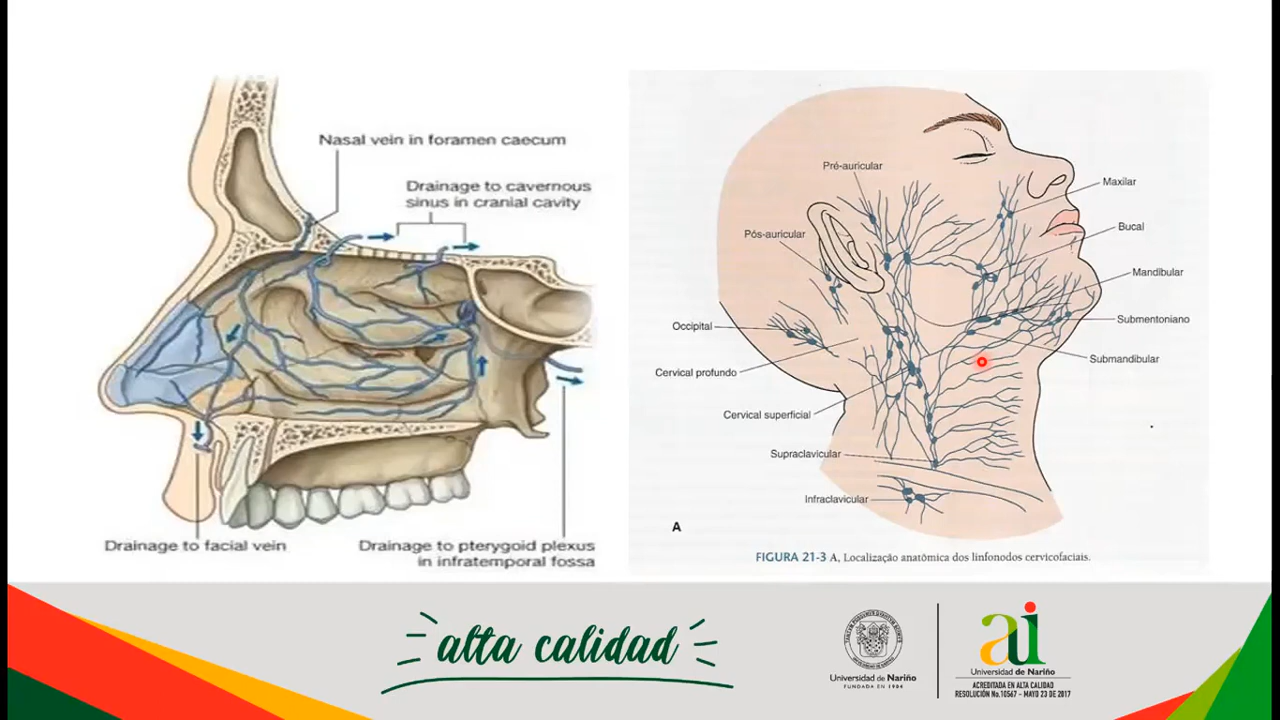 Nasal vein in foramen caecum
Drainage to cavernous
sinus in cranial cavity
Drainage to facial vein
Drainage to pterygoid plexus
in infratemporal fossa
Pré-auricular
Maxilar
Pós-auricular
Bucal
Mandibular
Occipital
Submentoniano
Cervical profundo
Submandibular
Cervical superficial
Supraclavicular
Infraclavicular
A
FIGURA 21-3 A, Localização anatômica dos linfonodos cervicofaciais.
alta calidad
Universidad de Nariño
FUNDADA EN 1904
ai
Universidad de Nariño
ACREDITADA EN ALTA CALIDAD
RESOLUCIÓN No.10567 - MAYO 23 DE 2017